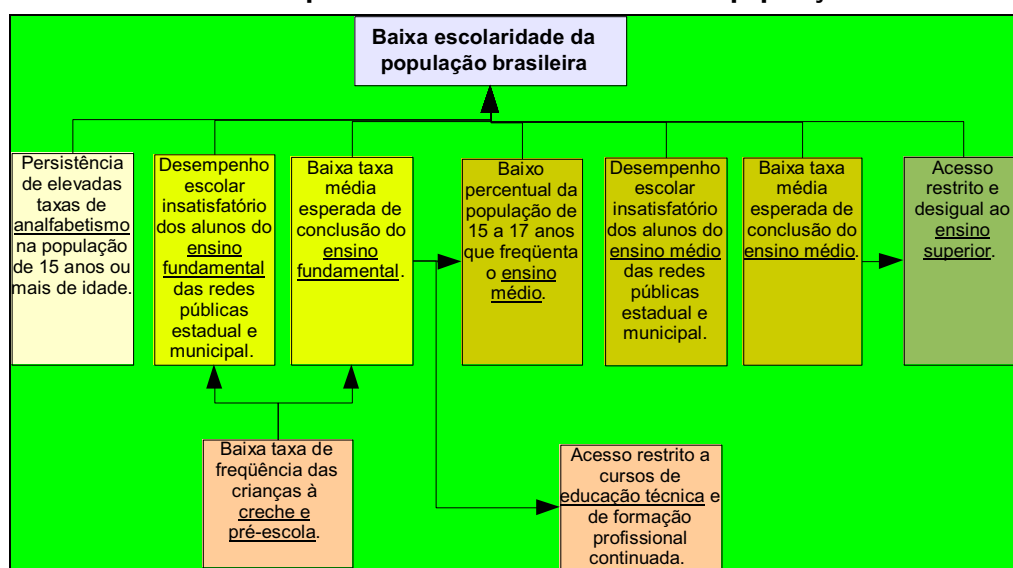 Baixa escolaridade da
população brasileira
Persistência
de elevadas
taxas de
analfabetismo
na população
de 15 anos ou
mais de idade.
Desempenho
escolar
insatisfatório
dos alunos do
ensino
fundamental
das redes
públicas
estadual e
municipal.
Baixa taxa
média
esperada de
conclusão do
ensino
fundamental.
Baixo
percentual da
população de
15 a 17 anos
que freqüenta
o ensino
médio.
Desempenho
escolar
insatisfatório
dos alunos do
ensino médio
das redes
públicas
estadual e
municipal.
Baixa taxa
média
esperada de
conclusão do
ensino médio.
Acesso
restrito e
desigual ao
ensino
superior.
Baixa taxa de
freqüência das
crianças à
creche e
pré-escola.
Acesso restrito a
cursos de
educação técnica e
de formação
profissional
continuada.